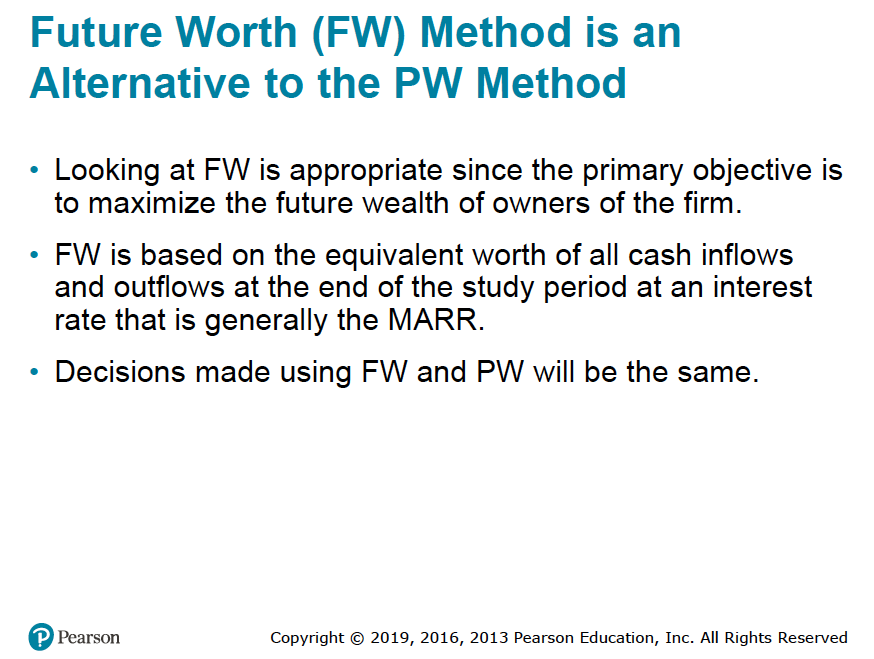 Future Worth (FW) Method is an
Alternative to the PW Method
• Looking at FW is appropriate since the primary objective is
to maximize the future wealth of owners of the firm.
• FW is based on the equivalent worth of all cash inflows
and outflows at the end of the study period at an interest
rate that is generally the MARR.
• Decisions made using FW and PW will be the same.
P Pearson
Copyright © 2019, 2016, 2013 Pearson Education, Inc. All Rights Reserved